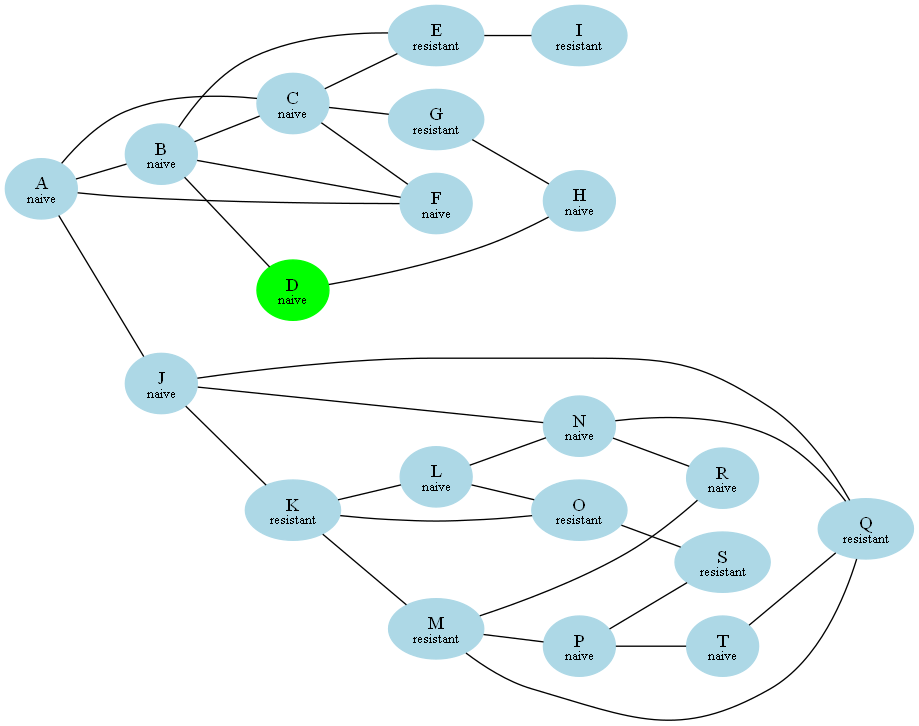 E
resistant
I
resistant
C
naive
G
resistant
B
naive
A
naive
F
naive
H
naive
D
naive
J
naive
N
naive
L
naive
R
naive
K
resistant
O
resistant
Q
resistant
S
resistant
M
resistant
P
naive
T
naive